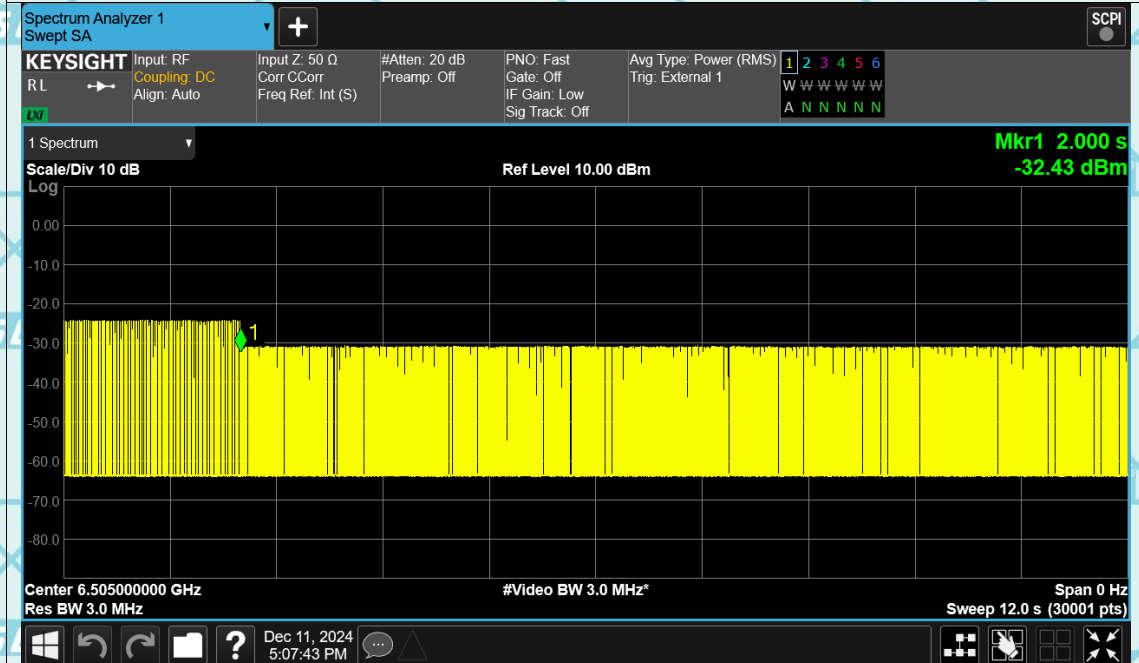 Spectrum Analyzer 1
Swept SA
+
SCPI
KEYSIGHT
R L
LXI
Input: RF
Coupling: DC
Align: Auto
Input Z: 50 Ω
Corr CCorr
Freq Ref: Int (S)
#Atten: 20 dB
Preamp: Off
PNO: Fast
Gate: Off
IF Gain: Low
Sig Track: Off
Avg Type: Power (RMS)
Trig: External 1
1 2 3 4 5 6
W W W W W W
A N N N N N
1 Spectrum
Mkr1 2.000 s
-32.43 dBm
Scale/Div 10 dB
Ref Level 10.00 dBm
Log
0.00
-10.0
-20.0
-30.0
-40.0
-50.0
-60.0
-70.0
-80.0
1
Center 6.505000000 GHz
#Video BW 3.0 MHz*
Span 0 Hz
Res BW 3.0 MHz
Sweep 12.0 s (30001 pts)
?
Dec 11, 2024
5:07:43 PM